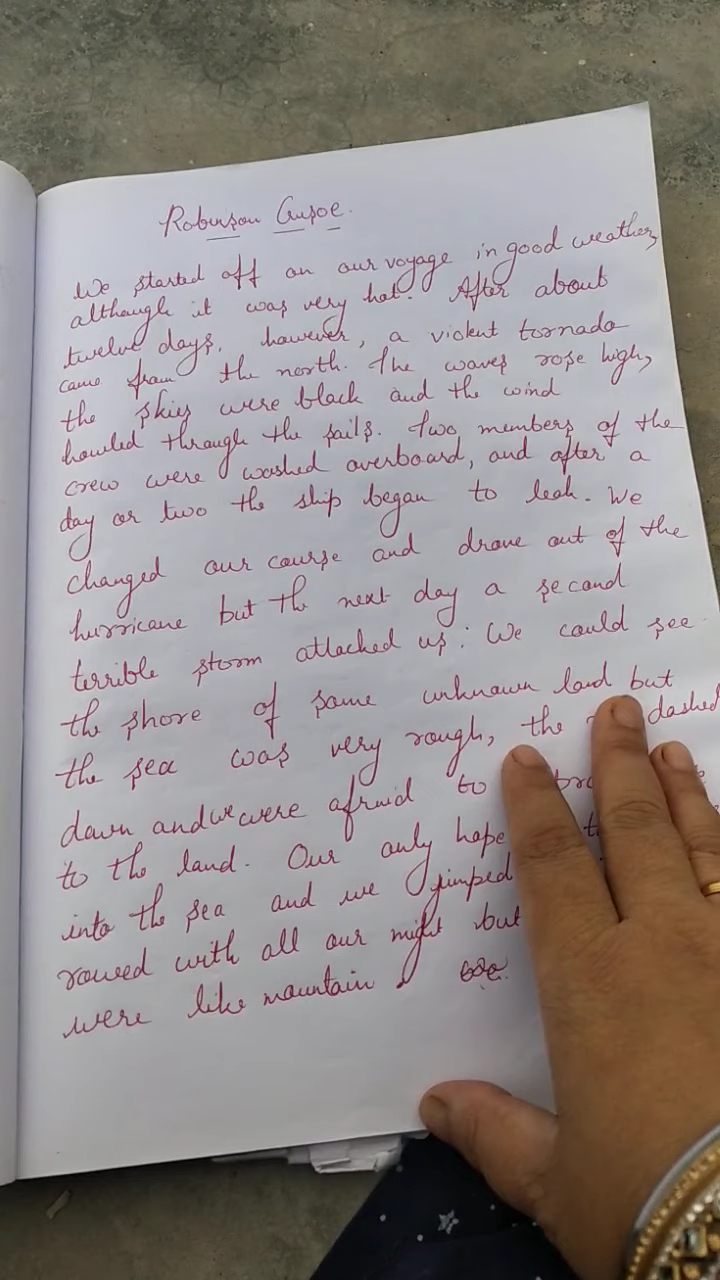 Robinson Crusoe.
We started off on our voyage in good weather,
although it was very hot. After about
twelve days, however, a violent tornado
came from the north. The waves rose high,
the skies were black and the wind
howled through the sails. Two members of the
crew were washed overboard, and after a
day or two the ship began to leak. We
changed our course and drove out of the
hurricane but the next day a second
terrible storm attacked us: We could see
the shore of some unknown land but
the sea was very rough, the dashed
down and we were afraid to
to the land. Our only hope
into the sea and we jimped
rowed with all our might but
were like mountain